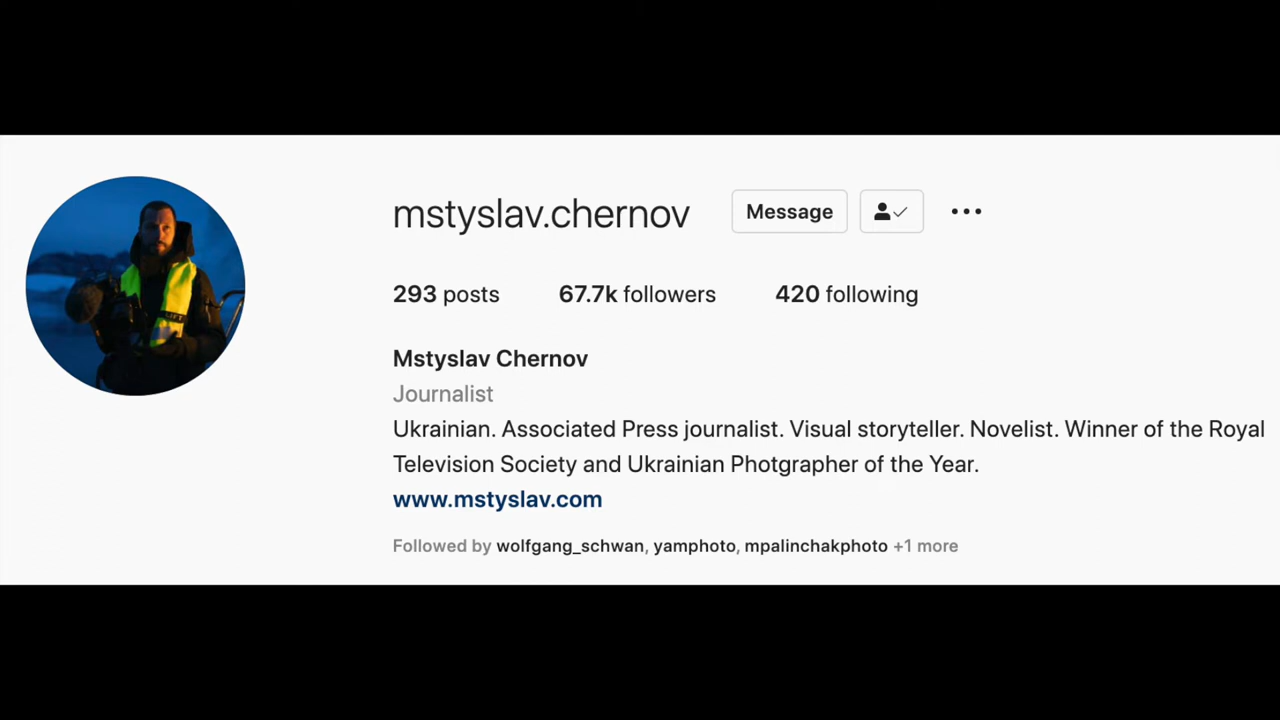 mstyslav.chernov Message
293 posts 67.7k followers 420 following
Mstyslav Chernov
Journalist
Ukrainian. Associated Press journalist. Visual storyteller. Novelist. Winner of the Royal
Television Society and Ukrainian Photgrapher of the Year.
www.mstyslav.com
Followed by wolfgang_schwan, yamphoto, mpalinchakphoto +1 more